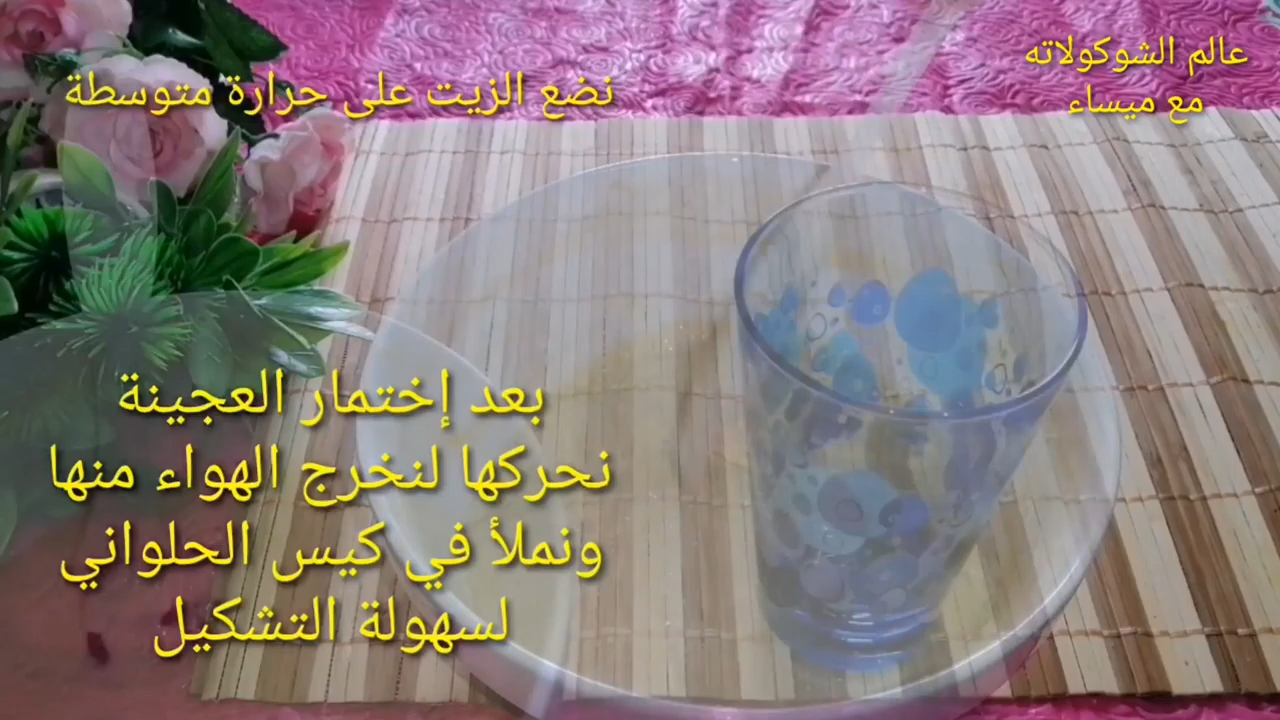 عالم الشوكولاته
مع ميساء
نضع الزيت على حرارة متوسطة
بعد إختمار العجينة
نحركها لنخرج الهواء منها
ونملأ في كيس الحلواني
لسهولة التشكيل